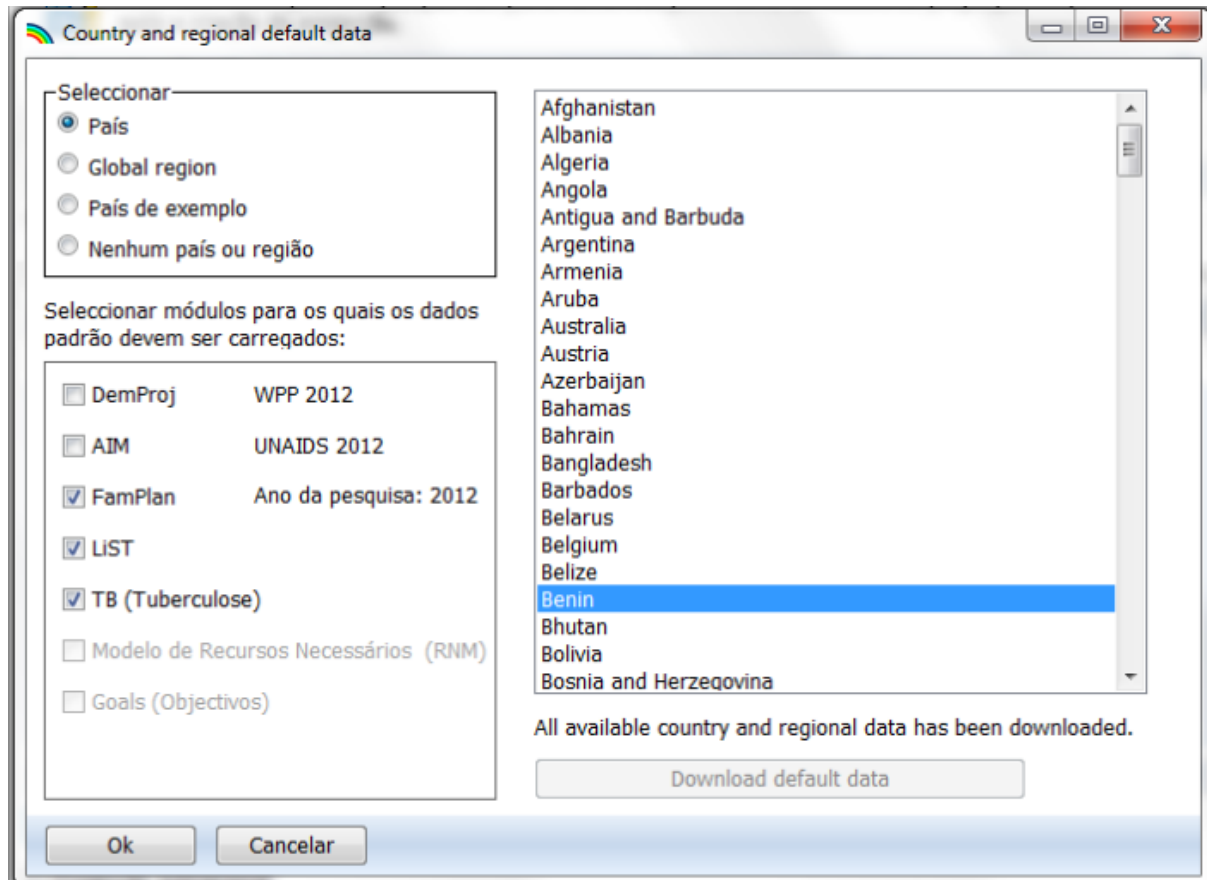 Country and regional default data
Seleccionar
País
Global region
País de exemplo
Nenhum país ou região
Seleccionar módulos para os quais os dados
padrão devem ser carregados:
DemProj WPP 2012
AIM UNAIDS 2012
FamPlan Ano da pesquisa: 2012
LiST
TB (Tuberculose)
Modelo de Recursos Necessários (RNM)
Goals (Objectivos)
Afghanistan
Albania
Algeria
Angola
Antigua and Barbuda
Argentina
Armenia
Aruba
Australia
Austria
Azerbaijan
Bahamas
Bahrain
Bangladesh
Barbados
Belarus
Belgium
Belize
Benin
Bhutan
Bolivia
Bosnia and Herzegovina
All available country and regional data has been downloaded.
Download default data
Ok
Cancelar